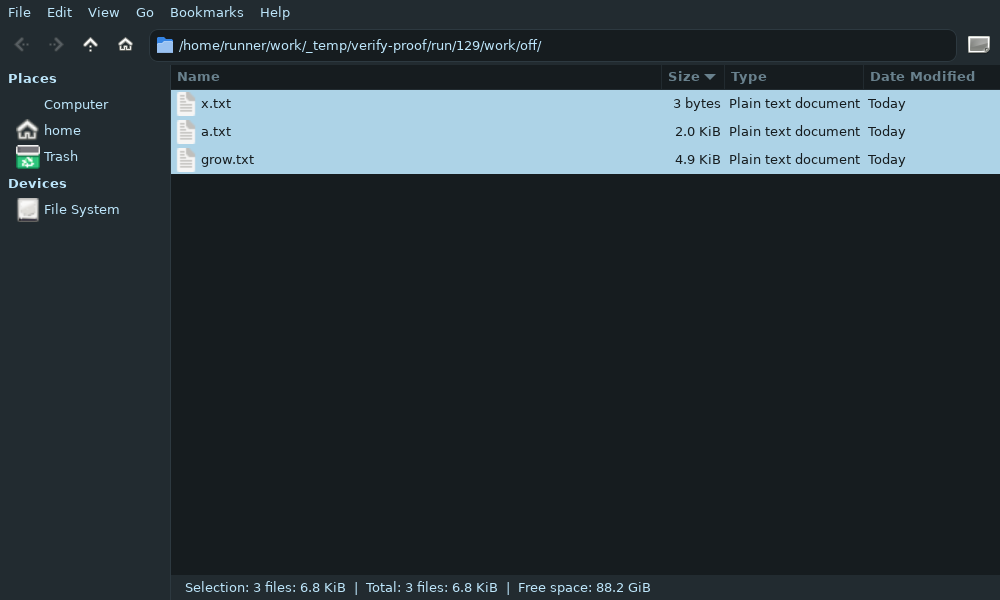 File Edit View Go Bookmarks Help
/home/runner/work/_temp/verify-proof/run/129/work/off/
Places
Computer
home
Trash
Devices
File System
Name Size Type Date Modified
x.txt 3 bytes Plain text document Today
a.txt 2.0 KiB Plain text document Today
grow.txt 4.9 KiB Plain text document Today
Selection: 3 files: 6.8 KiB | Total: 3 files: 6.8 KiB | Free space: 88.2 GiB